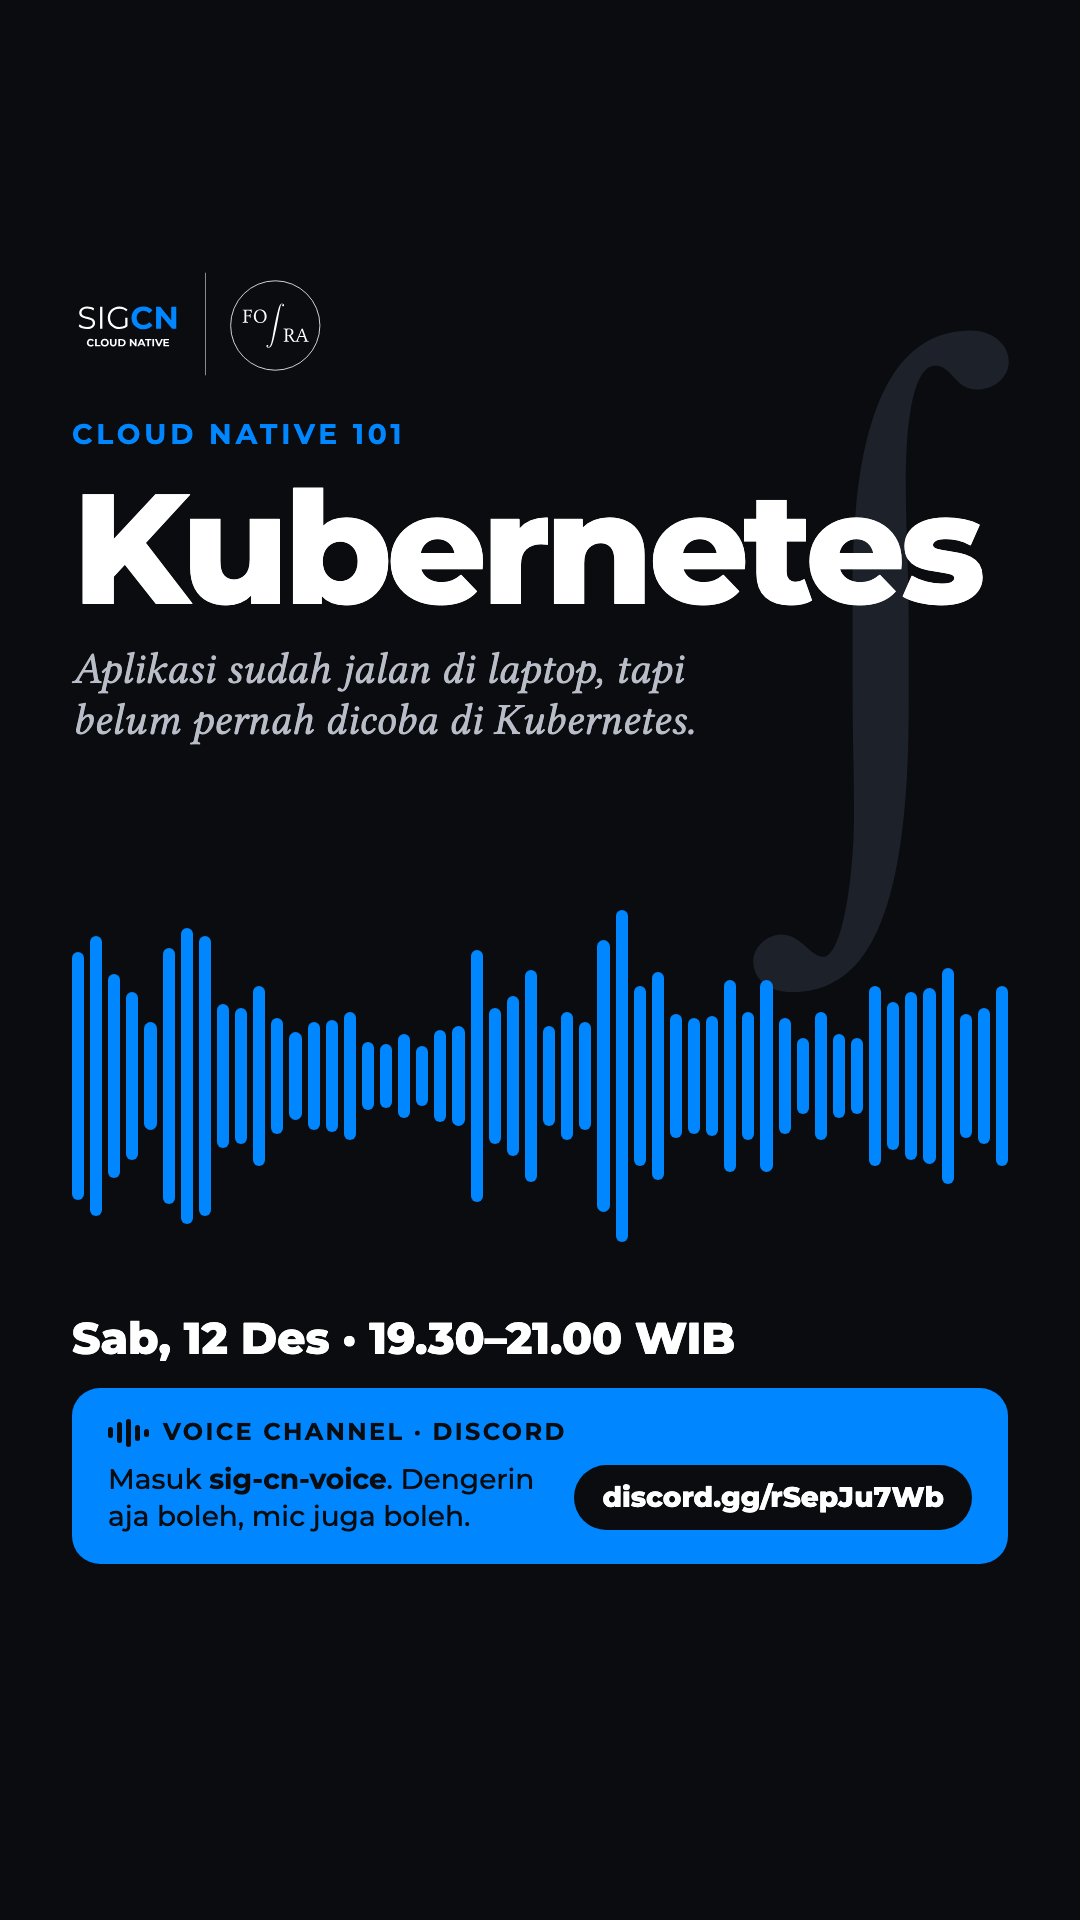 SIGCN
CLOUD NATIVE
FO∫RA
CLOUD NATIVE 101
Kubernetes
Aplikasi sudah jalan di laptop, tapi
belum pernah dicoba di Kubernetes.
Sab, 12 Des · 19.30–21.00 WIB
VOICE CHANNEL · DISCORD
Masuk sig-cn-voice. Dengerin
aja boleh, mic juga boleh.
discord.gg/rSepJu7Wb